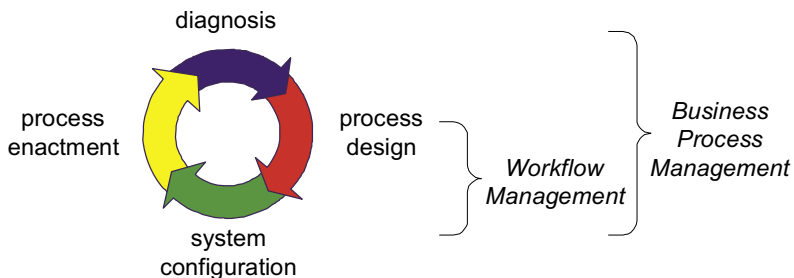 diagnosis
process
enactment
process
design
system
configuration
Workflow
Management
Business
Process
Management